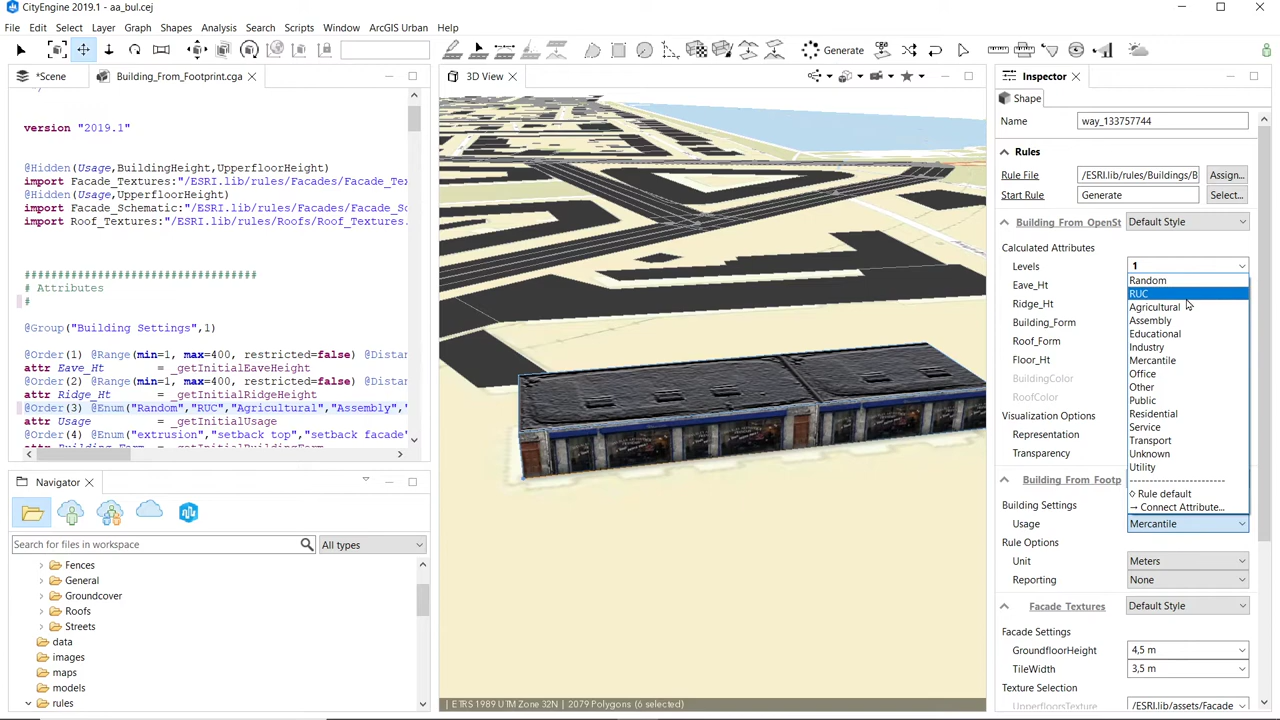 CityEngine 2019.1 - aa_bul.cej
File Edit Select Layer Graph Shapes Search Scripts Window ArcGIS Urban Help
Generate
*Scene
Building_From_Footprint.cga
3D View
Inspector
Shape
Name
way_133757744
version "2019.1"
Rules
@Hidden(Usage,BuildingHeight,UpperfloorHeight)
import Facade_Textures:"/ESRI.lib/rules/Facades/Facade_Te
@Hidden(Usage,UpperfloorHeight)
import Facade_Schematic:"/ESRI.lib/rules/Facades/Facade_Sc
import Roof_Textures:"/ESRI.lib/rules/Roofs/Roof_Textures.
Rule File
/ESRI.lib/rules/Buildings/B
Assign...
Start Rule
Generate
Select...
Building From OpenSt
Default Style
Calculated Attributes
Levels
1
Eave_Ht
Ridge_Ht
Building_Form
Roof_Form
Floor_Ht
BuildingColor
RoofColor
Visualization Options
Representation
Transparency
Random
RUC
Agricultural
Assembly
Educational
Industry
Mercantile
Office
Other
Public
Residential
Service
Transport
Unknown
Utility
◊ Rule default
→ Connect Attribute...
##################################
# Attributes
#
@Group("Building Settings",1)
@Order(1) @Range(min=1, max=400, restricted=false) @Distan
attr Eave_Ht = _getInitialEaveHeight
@Order(2) @Range(min=1, max=400, restricted=false) @Distan
attr Ridge_Ht = _getInitialRidgeHeight
@Order(3) @Enum("Random","RUC","Agricultural","Assembly","
attr Usage = _getInitialUsage
@Order(4) @Enum("extrusion","setback top","setback facade"
Building From Footp
Building Settings
Usage
Mercantile
Rule Options
Unit
Meters
Reporting
None
Facade Textures
Default Style
Facade Settings
GroundfloorHeight
4,5 m
TileWidth
3,5 m
Texture Selection
UpperfloorsTexture
/ESRI.lib/assets/Facade
Navigator
Search for files in workspace
All types
Fences
General
Groundcover
Roofs
Streets
data
images
maps
models
rules
ETRS 1989 UTM Zone 32N | 2079 Polygons (6 selected)